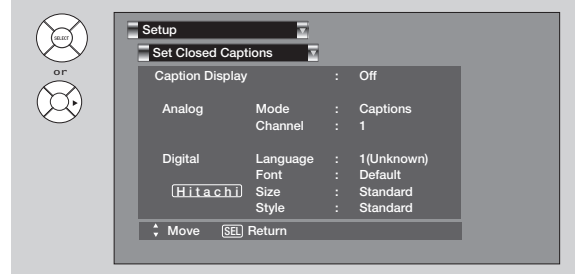 SELECT
or
Setup
Set Closed Captions
Caption Display : Off
Analog Mode : Captions
Channel : 1
Digital Language : 1(Unknown)
Font : Default
Hitachi Size : Standard
Style : Standard
Move SEL Return